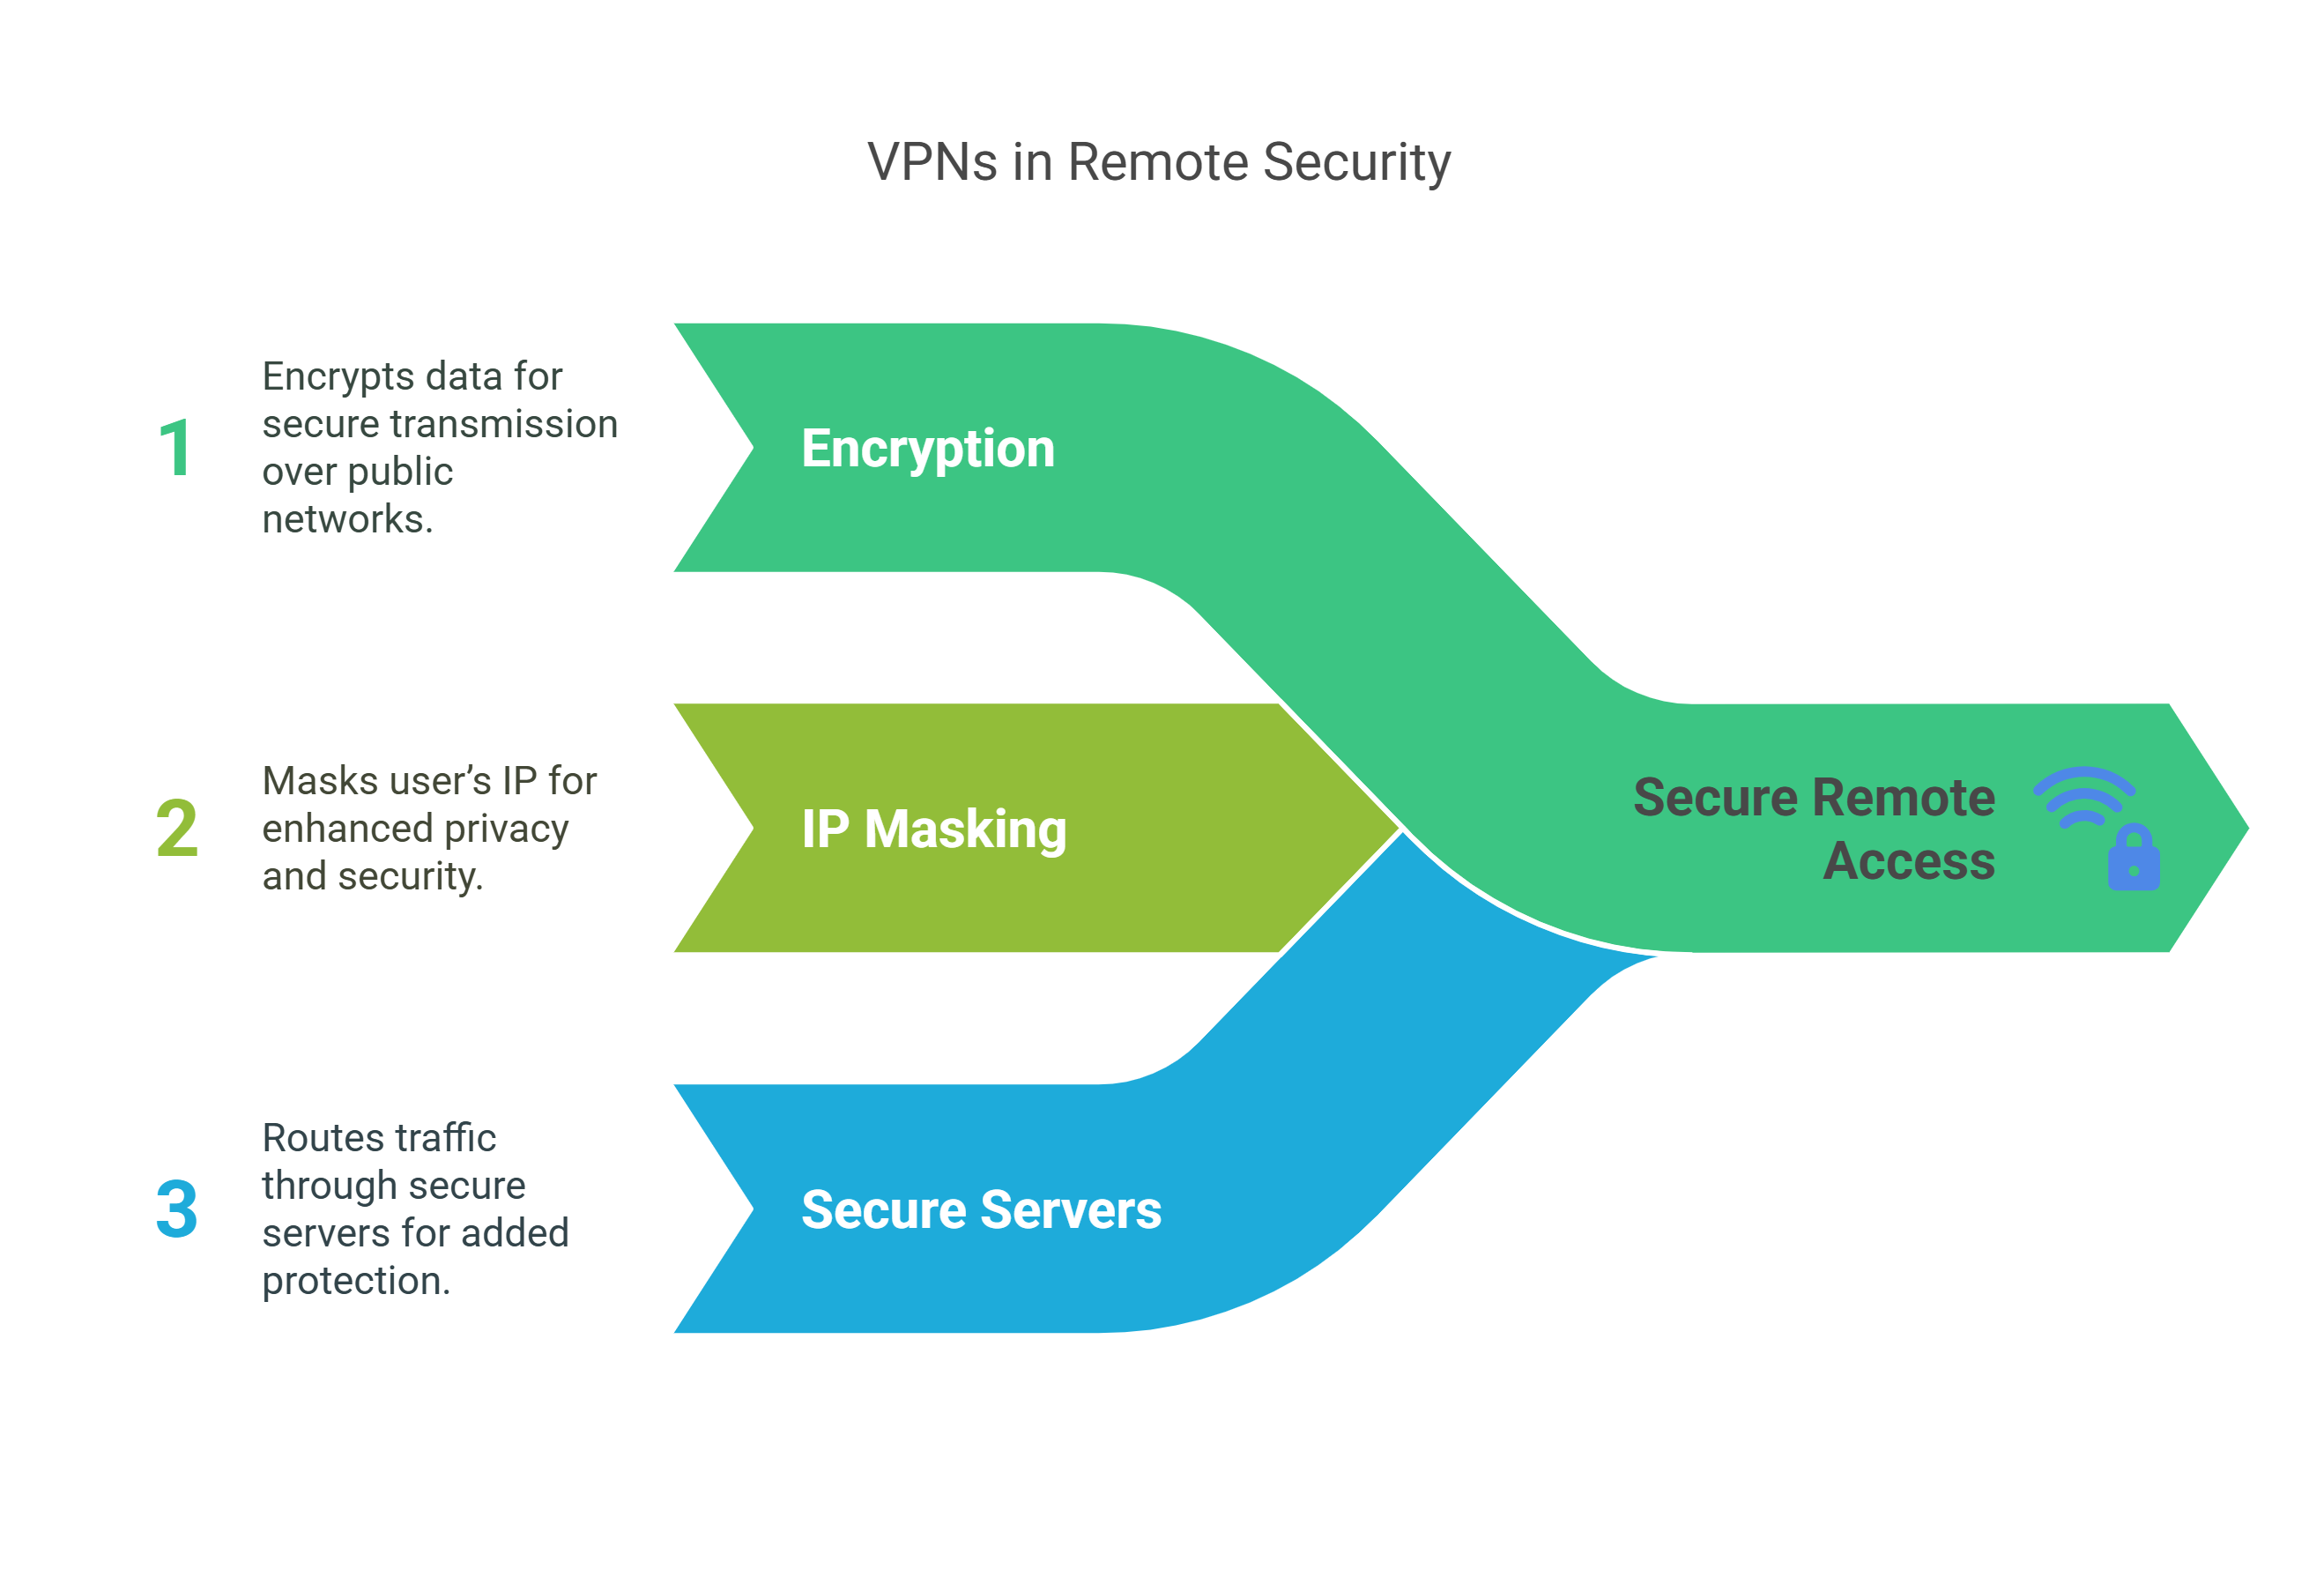 VPNs in Remote Security
1
Encrypts data for
secure transmission
over public
networks.
Encryption
2
Masks user’s IP for
enhanced privacy
and security.
IP Masking
Secure Remote
Access
3
Routes traffic
through secure
servers for added
protection.
Secure Servers